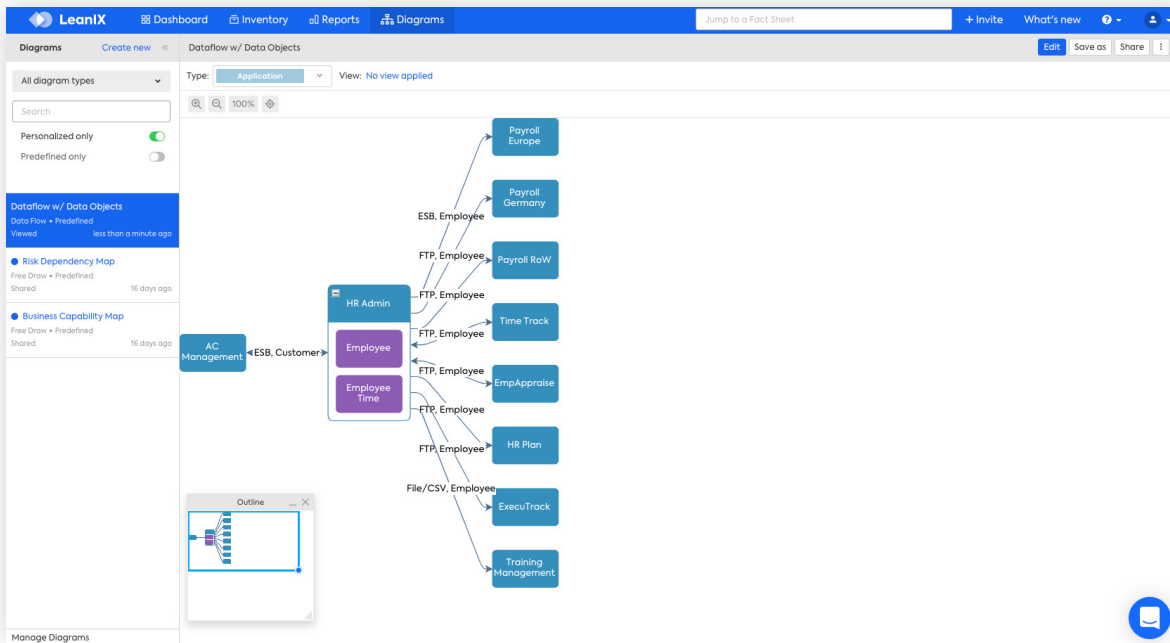 LeanIX
Dashboard
Inventory
Reports
Diagrams
Jump to a Fact Sheet
+ Invite
What's new
Diagrams
Create new
Dataflow w/ Data Objects
Edit
Save as
Share
All diagram types
Type:
Application
View: No view applied
Search
100%
Personalized only
Predefined only
Dataflow w/ Data Objects
Data Flow • Predefined
Viewed
less than a minute ago
Risk Dependency Map
Free Draw • Predefined
Shared
16 days ago
Business Capability Map
Free Draw • Predefined
Shared
16 days ago
Payroll
Europe
Payroll
Germany
ESB, Employee
FTP, Employee
Payroll RoW
FTP, Employee
HR Admin
Time Track
FTP, Employee
AC
Management
ESB, Customer
Employee
FTP, Employee
EmpAppraise
Employee
Time
FTP, Employee
HR Plan
FTP, Employee
File/CSV, Employee
ExecuTrack
Outline
Training
Management
Manage Diagrams